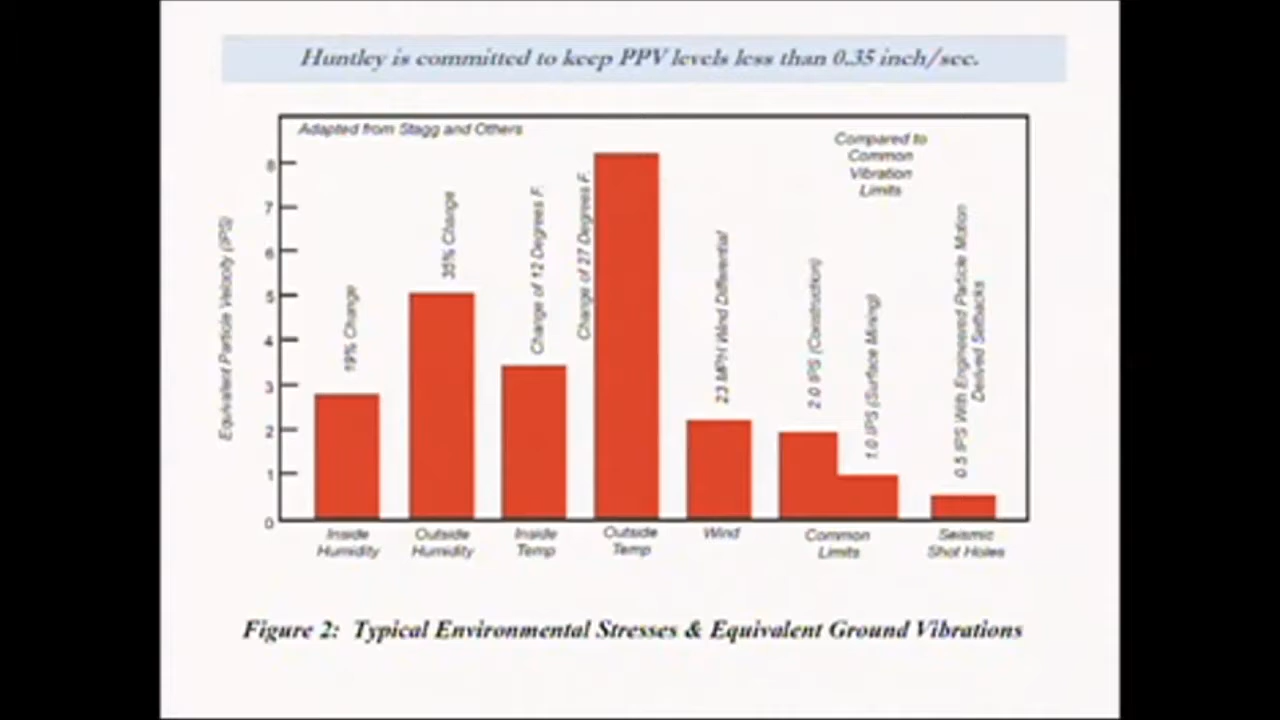 Huntley is committed to keep PPV levels less than 0.35 inch/sec.
Adapted from Stagg and Others
Compared to
Common
Vibration
Limits
Equivalent Particle Velocity (IPS)
8
7
6
5
4
3
2
1
0
19% Change
35% Change
Change of 12 Degrees F.
Change of 27 Degrees F.
23 MPH Wind Differential
2.0 IPS (Construction)
1.0 IPS (Surface Mining)
0.5 IPS With Engineered Particle Motion
Derived Setbacks
Inside
Humidity
Outside
Humidity
Inside
Temp
Outside
Temp
Wind
Common
Limits
Seismic
Shot Holes
Figure 2: Typical Environmental Stresses & Equivalent Ground Vibrations